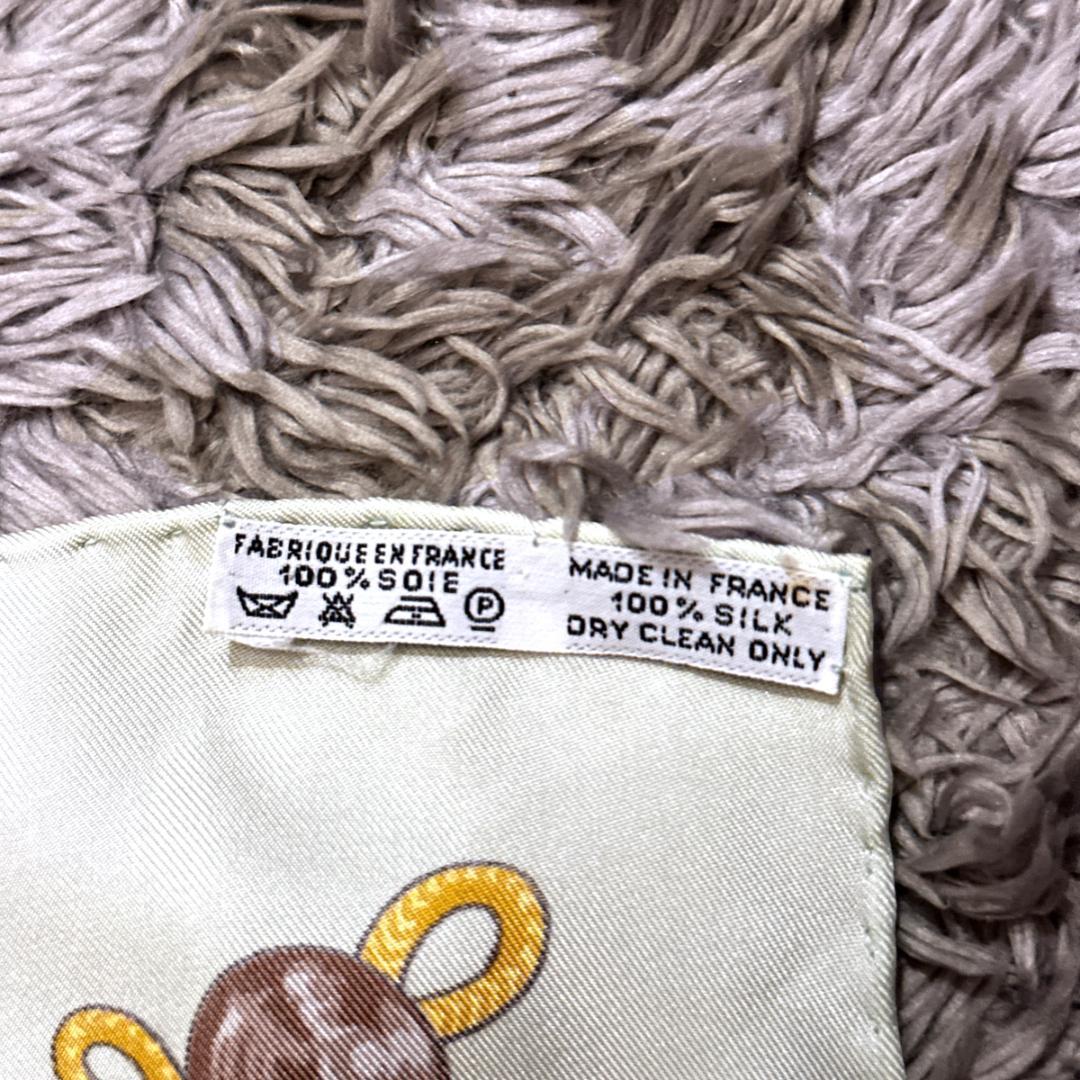 FABRIQUE EN FRANCE
100% SOIE
P
MADE IN FRANCE
100% SILK
DRY CLEAN ONLY